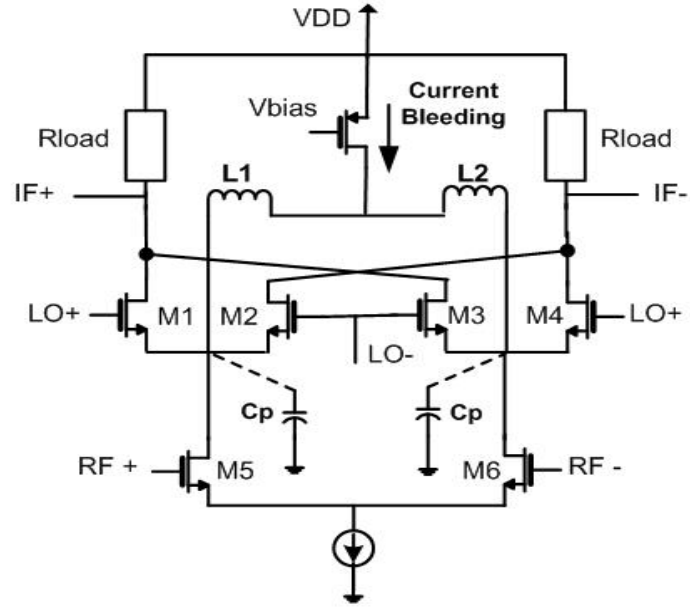 VDD
Current
Bleeding
Vbias
Rload
Rload
L1
L2
IF+
IF-
LO+
M1
M2
M3
M4
LO+
LO-
Cp
Cp
RF +
M5
M6
RF -